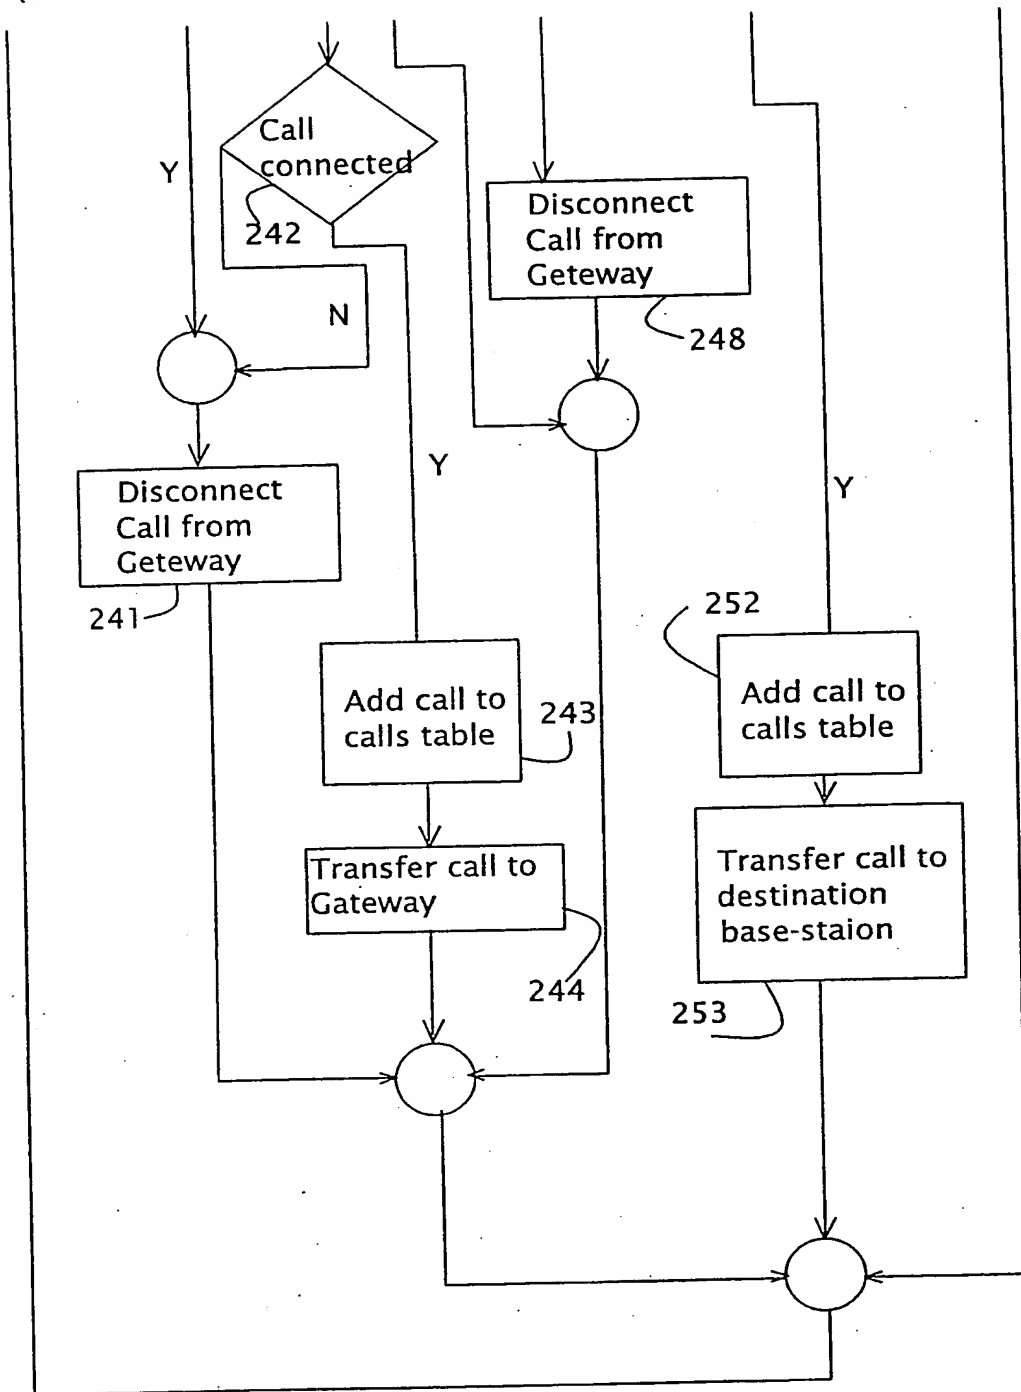 Call
connected
Y
242
Disconnect
Call from
Geteway
248
N
Y
Y
Disconnect
Call from
Geteway
241
252
Add call to
calls table
243
Add call to
calls table
Transfer call to
Gateway
244
Transfer call to
destination
base-staion
253